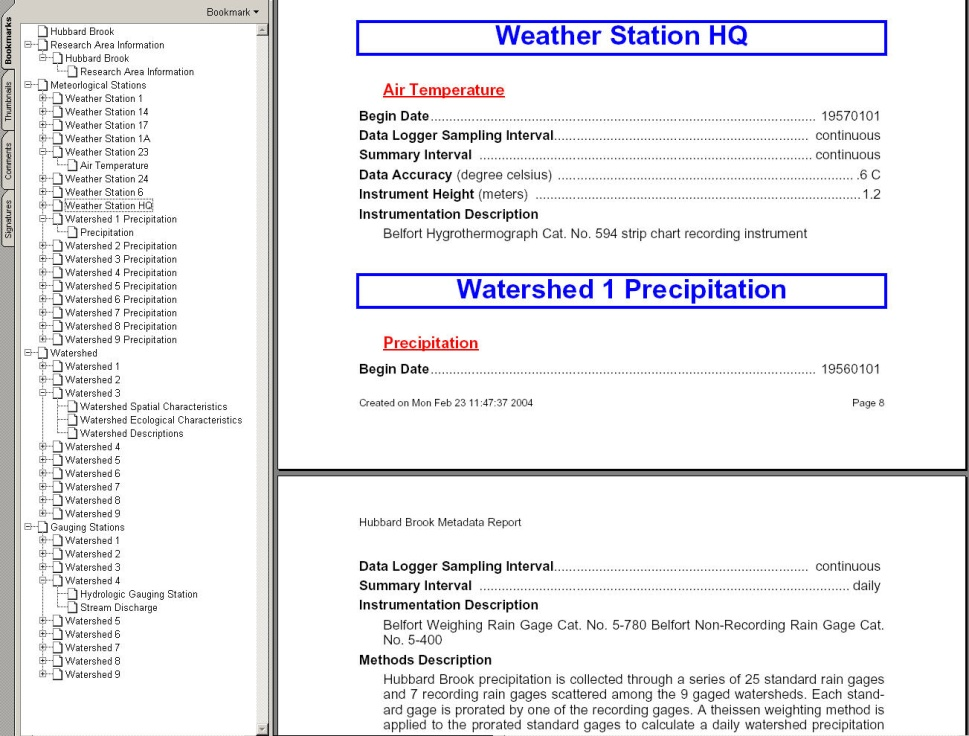 Bookmark
Bookmarks
Thumbnails
Comments
Signatures
Hubbard Brook
Research Area Information
Hubbard Brook
Research Area Information
Meteorlogical Stations
Weather Station 1
Weather Station 14
Weather Station 17
Weather Station 1A
Weather Station 23
Air Temperature
Weather Station 24
Weather Station 6
Weather Station HQ
Watershed 1 Precipitation
Precipitation
Watershed 2 Precipitation
Watershed 3 Precipitation
Watershed 4 Precipitation
Watershed 5 Precipitation
Watershed 6 Precipitation
Watershed 7 Precipitation
Watershed 8 Precipitation
Watershed 9 Precipitation
Watershed
Watershed 1
Watershed 2
Watershed 3
Watershed Spatial Characteristics
Watershed Ecological Characteristics
Watershed Descriptions
Watershed 4
Watershed 5
Watershed 6
Watershed 7
Watershed 8
Watershed 9
Gauging Stations
Watershed 1
Watershed 2
Watershed 3
Watershed 4
Hydrologic Gauging Station
Stream Discharge
Watershed 5
Watershed 6
Watershed 7
Watershed 8
Watershed 9
Weather Station HQ
Air Temperature
Begin Date........ 19570101
Data Logger Sampling Interval........ continuous
Summary Interval ........ continuous
Data Accuracy (degree celsius) ........ .6 C
Instrument Height (meters) ........ 1.2
Instrumentation Description
Belfort Hygrothermograph Cat. No. 594 strip chart recording instrument
Watershed 1 Precipitation
Precipitation
Begin Date........ 19560101
Created on Mon Feb 23 11:47:37 2004 Page 8
Hubbard Brook Metadata Report
Data Logger Sampling Interval........ continuous
Summary Interval ........ daily
Instrumentation Description
Belfort Weighing Rain Gage Cat. No. 5-780 Belfort Non-Recording Rain Gage Cat.
No. 5-400
Methods Description
Hubbard Brook precipitation is collected through a series of 25 standard rain gages
and 7 recording rain gages scattered among the 9 gaged watersheds. Each stand-
ard gage is prorated by one of the recording gages. A theissen weighting method is
applied to the prorated standard gages to calculate a daily watershed precipitation